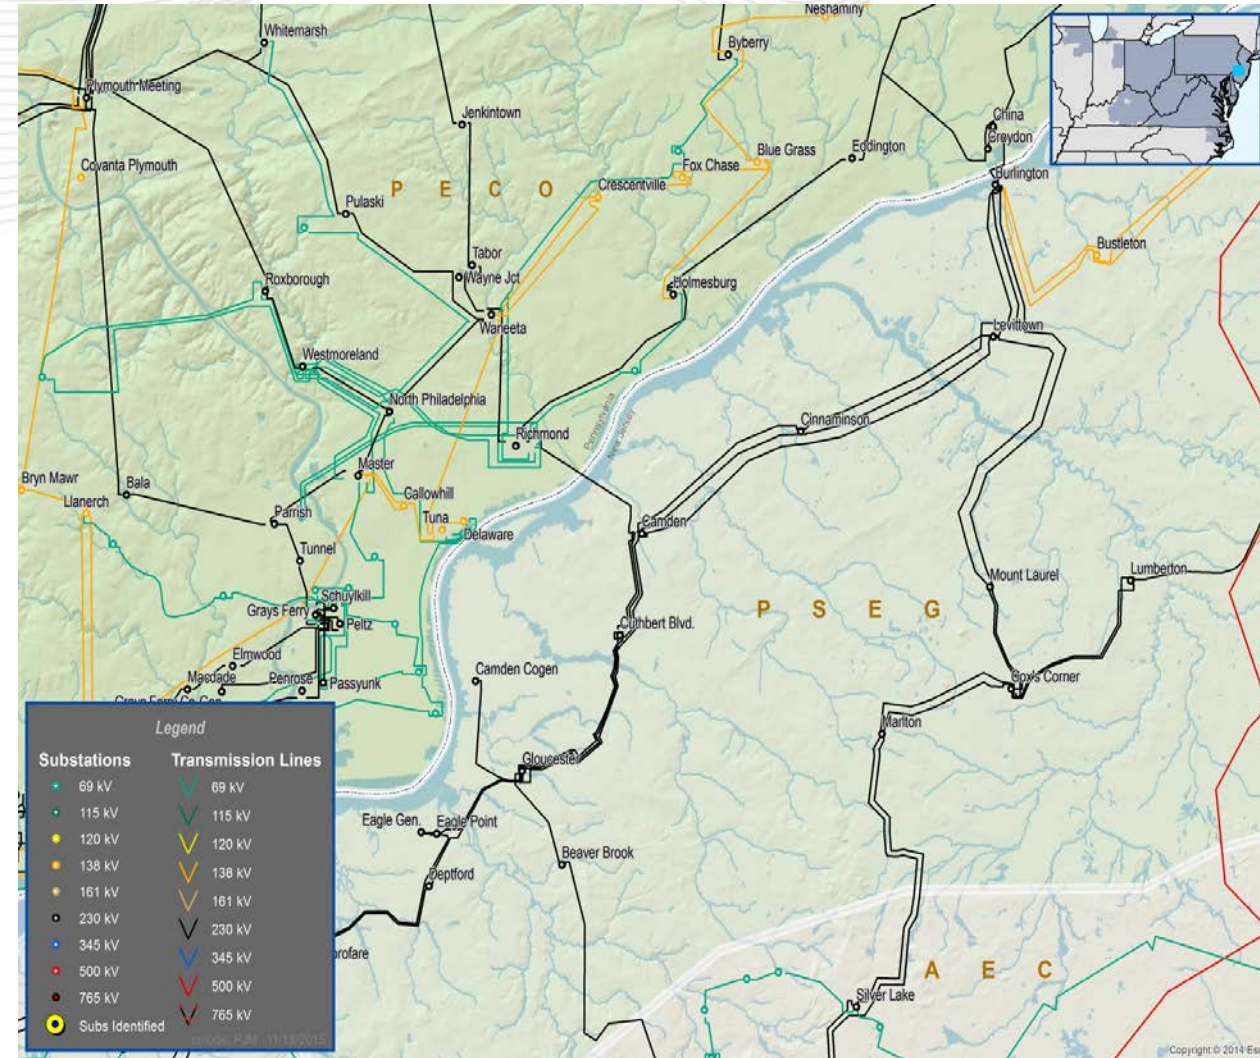 Neshaminy
Whitemarsh
Byberry
Plymouth Meeting
Jenkintown
China
Croydon
Covanta Plymouth
Fox Chase
Blue Grass
Eddington
P E C O
Crescentville
Burlington
Pulaski
Bustleton
Tabor
Wayne Jct
Roxborough
Holmesburg
Waneeta
Levittown
Westmoreland
North Philadelphia
Pennsylvania
New Jersey
Cinnaminson
Richmond
Master
Bryn Mawr
Bala
Llanerch
Callowhill
Tuna
Parrish
Delaware
Camden
Tunnel
Mount Laurel
Lumberton
Schuylkill
Grays Ferry
P S E G
Peltz
Cuthbert Blvd.
Elmwood
Camden Cogen
Macdade
Penrose
Passyunk
Cox's Corner
Marlton
Gloucester
Eagle Gen.
Eagle Point
Beaver Brook
Deptford
A E C
Silver Lake
Legend
Substations
Transmission Lines
69 kV
69 kV
115 kV
115 kV
120 kV
120 kV
138 kV
138 kV
161 kV
161 kV
230 kV
230 kV
345 kV
345 kV
500 kV
500 kV
765 kV
765 kV
Subs Identified
PJM 11/18/2015
Copyright:© 2014